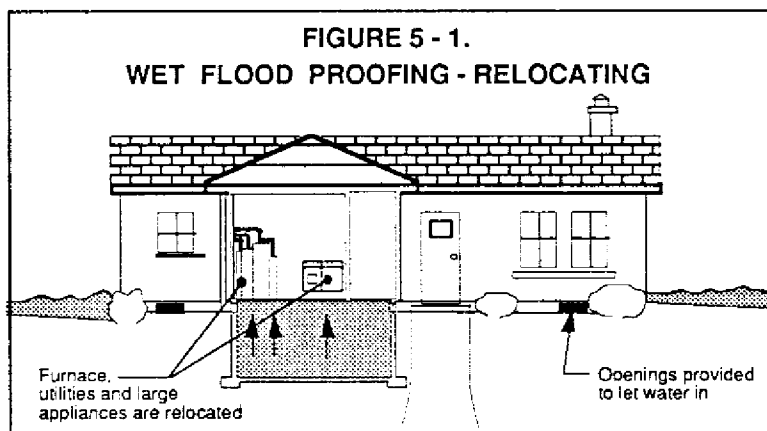 FIGURE 5 - 1.
WET FLOOD PROOFING - RELOCATING
Furnace,
utilities and large
appliances are relocated
Openings provided
to let water in